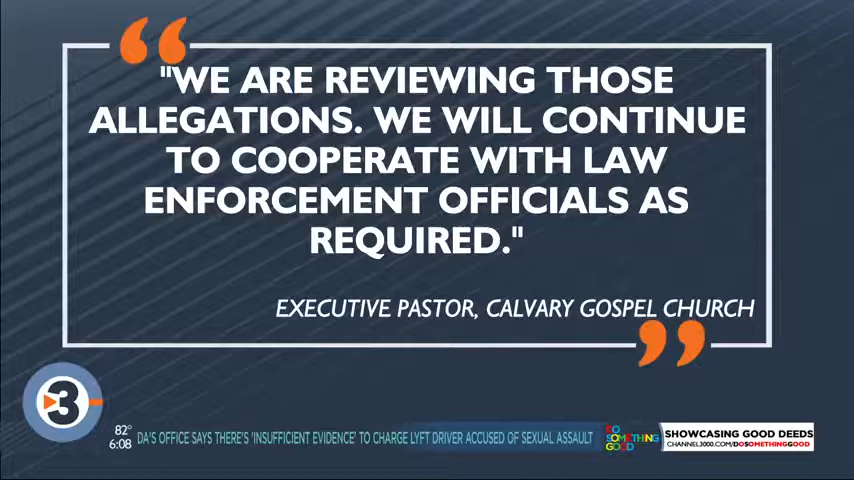 "WE ARE REVIEWING THOSE
ALLEGATIONS. WE WILL CONTINUE
TO COOPERATE WITH LAW
ENFORCEMENT OFFICIALS AS
REQUIRED."
EXECUTIVE PASTOR, CALVARY GOSPEL CHURCH
3
82°
6:08
DA'S OFFICE SAYS THERE'S 'INSUFFICIENT EVIDENCE' TO CHARGE LYFT DRIVER ACCUSED OF SEXUAL ASSAULT
DO
SOMETHING
GOOD
SHOWCASING GOOD DEEDS
CHANNEL3000.COM/DOSOMETHINGGOOD